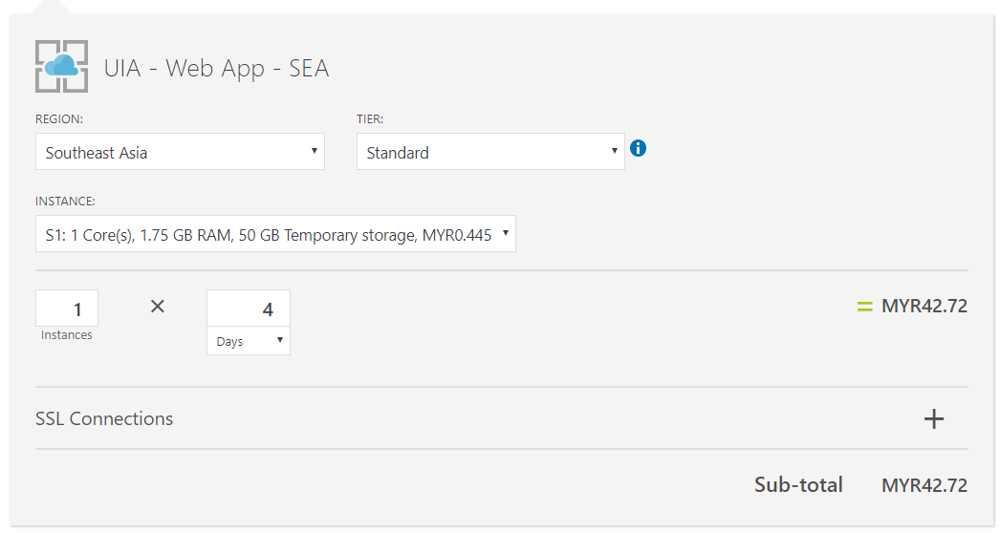 UIA - Web App - SEA
REGION: TIER:
Southeast Asia Standard
INSTANCE:
S1: 1 Core(s), 1.75 GB RAM, 50 GB Temporary storage, MYR0.445
1 × 4 = MYR42.72
Instances Days
SSL Connections +
Sub-total MYR42.72